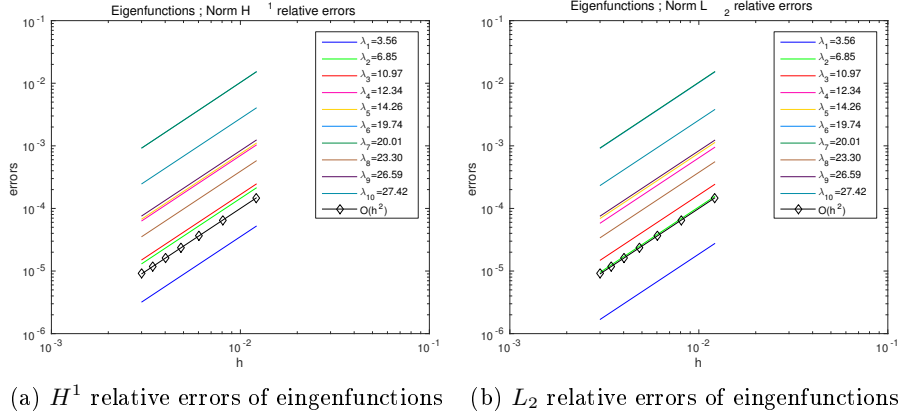 Eigenfunctions ; Norm H¹ relative errors
10⁻¹
10⁻²
10⁻³
10⁻⁴
10⁻⁵
10⁻⁶
errors
λ₁=3.56
λ₂=6.85
λ₃=10.97
λ₄=12.34
λ₅=14.26
λ₆=19.74
λ₇=20.01
λ₈=23.30
λ₉=26.59
λ₁₀=27.42
O(h²)
10⁻³
10⁻²
10⁻¹
h
(a) H¹ relative errors of eingenfunctions
Eigenfunctions ; Norm L₂ relative errors
10⁻¹
10⁻²
10⁻³
10⁻⁴
10⁻⁵
10⁻⁶
errors
λ₁=3.56
λ₂=6.85
λ₃=10.97
λ₄=12.34
λ₅=14.26
λ₆=19.74
λ₇=20.01
λ₈=23.30
λ₉=26.59
λ₁₀=27.42
O(h²)
10⁻³
10⁻²
10⁻¹
h
(b) L₂ relative errors of eingenfunctions